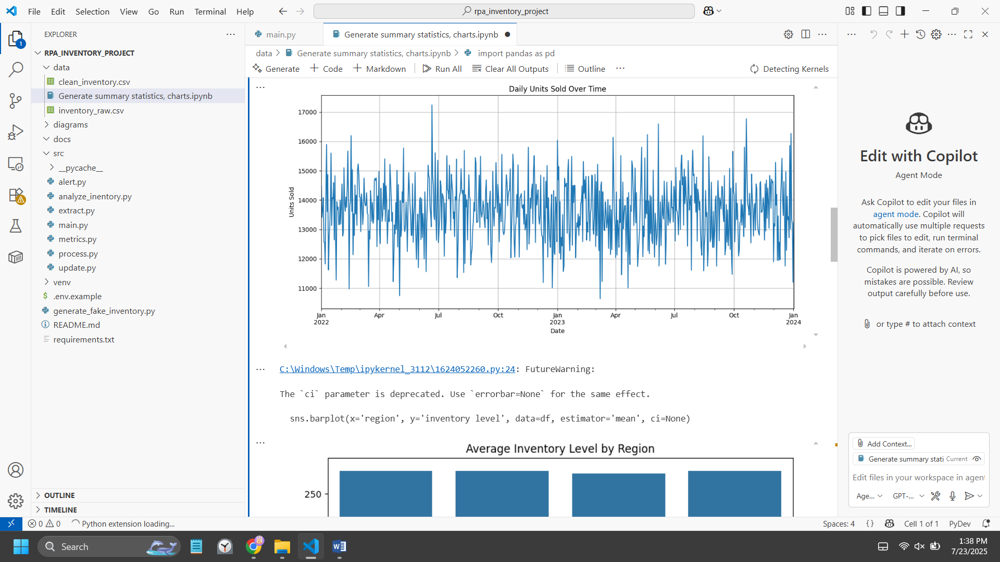 File Edit Selection View Go Run Terminal Help
rpa_inventory_project
EXPLORER
RPA_INVENTORY_PROJECT
data
clean_inventory.csv
Generate summary statistics, charts.ipynb
inventory_raw.csv
diagrams
docs
src
__pycache__
alert.py
analyze_inentory.py
extract.py
main.py
metrics.py
process.py
update.py
venv
.env.example
generate_fake_inventory.py
README.md
requirements.txt
OUTLINE
TIMELINE
1
main.py
Generate summary statistics, charts.ipynb
data > Generate summary statistics, charts.ipynb > import pandas as pd
Generate + Code + Markdown Run All Clear All Outputs Outline ... Detecting Kernels
Daily Units Sold Over Time
Units Sold
17000
16000
15000
14000
13000
12000
11000
Jan Apr Jul Oct Jan Apr Jul Oct Jan
2022 2023 2024
Date
C:\Windows\Temp\ipykernel_3112\1624052260.py:24: FutureWarning:
The `ci` parameter is deprecated. Use `errorbar=None` for the same effect.
sns.barplot(x='region', y='inventory level', data=df, estimator='mean', ci=None)
Average Inventory Level by Region
250
Edit with Copilot
Agent Mode
Ask Copilot to edit your files in
agent mode. Copilot will
automatically use multiple requests
to pick files to edit, run terminal
commands, and iterate on errors.
Copilot is powered by AI, so
mistakes are possible. Review
output carefully before use.
or type # to attach context
Add Context...
Generate summary stati Current
Edit files in your workspace in agent
Age... GPT-...
0 0 Python extension loading...
Spaces: 4 {} Cell 1 of 1 PyDev
Search
1:38 PM
7/23/2025